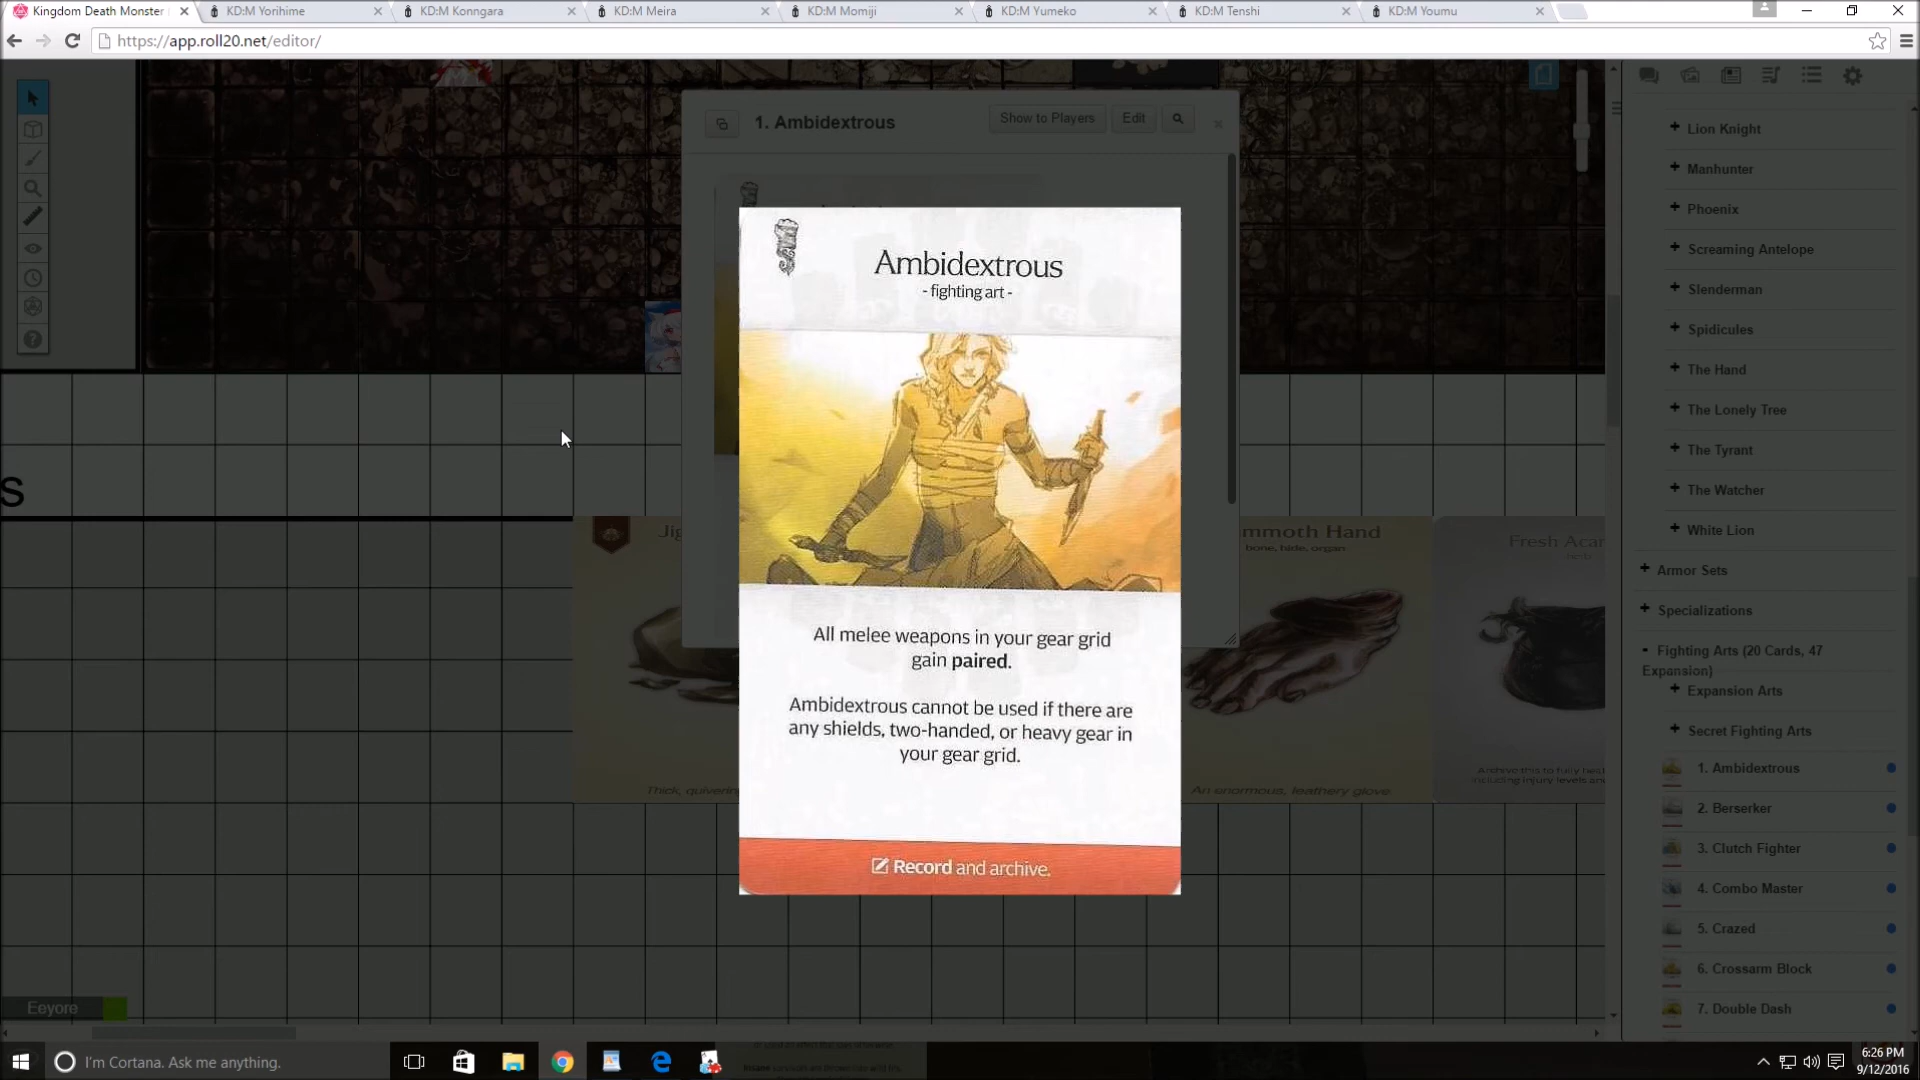 Kingdom Death Monster
KD:M Yorihime
KD:M Konngara
KD:M Meira
KD:M Momiji
KD:M Yumeko
KD:M Tenshi
KD:M Youmu
https://app.roll20.net/editor/
1. Ambidextrous
Show to Players
Edit
Ambidextrous
- fighting art -
All melee weapons in your gear grid
gain paired.
Ambidextrous cannot be used if there are
any shields, two-handed, or heavy gear in
your gear grid.
Record and archive.
s
mmoth Hand
bone, hide, organ
An enormous, leathery glove
Fresh Acan
herb
Thick, quivering
Lion Knight
Manhunter
Phoenix
Screaming Antelope
Slenderman
Spidicules
The Hand
The Lonely Tree
The Tyrant
The Watcher
White Lion
Armor Sets
Specializations
Fighting Arts (20 Cards, 47
Expansion)
Expansion Arts
Secret Fighting Arts
1. Ambidextrous
2. Berserker
3. Clutch Fighter
4. Combo Master
5. Crazed
6. Crossarm Block
7. Double Dash
Eeyore
I'm Cortana. Ask me anything.
6:26 PM
9/12/2016